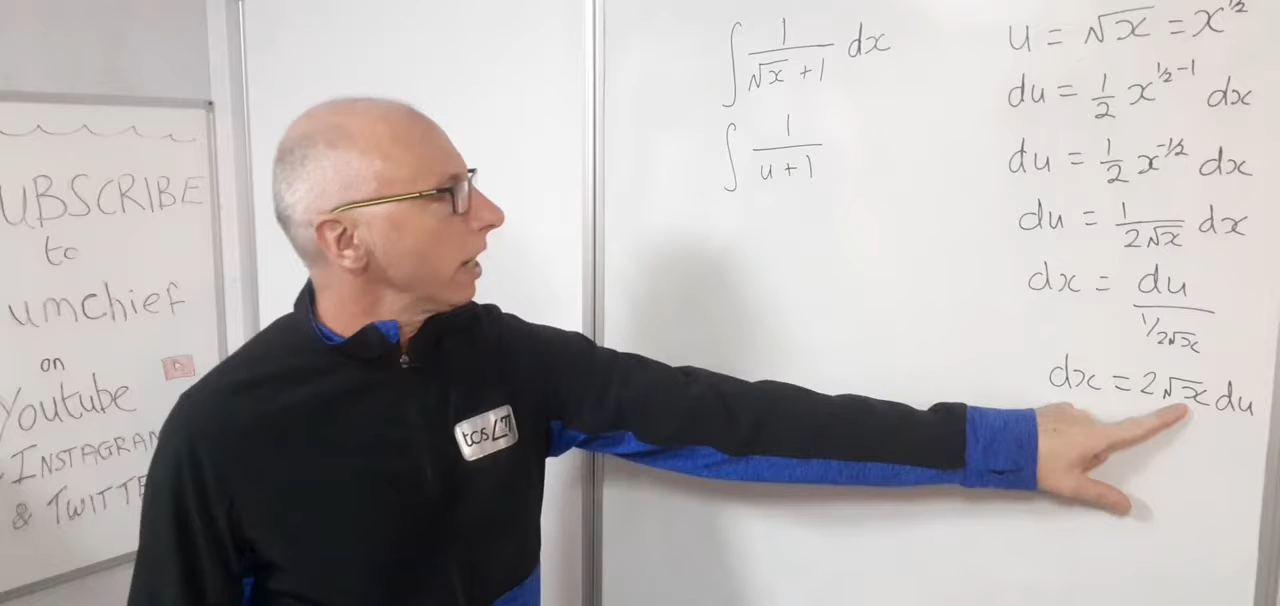 UBSCRIBE
to
umchief
on
Youtube
INSTAGRAM
& TWITTE
tcs
∫ 1/(√x + 1) dx
∫ 1/(u + 1)
u = √x = x^½
du = 1/2 x^(½-1) dx
du = 1/2 x^(-½) dx
du = 1/(2√x) dx
dx = du/(1/2√x)
dx = 2√x du